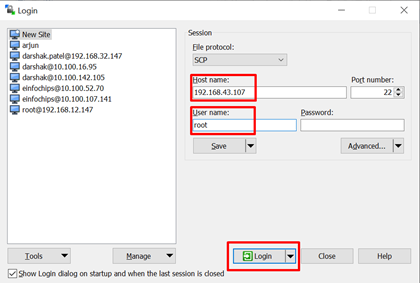 Login
New Site
arjun
darshak.patel@192.168.32.147
darshak@10.100.16.95
darshak@10.100.142.105
einfochips@10.100.52.70
einfochips@10.100.107.141
root@192.168.12.147
Session
File protocol:
SCP
Host name:
Port number:
192.168.43.107
22
User name:
Password:
root
Save
Advanced...
Tools
Manage
Login
Close
Help
Show Login dialog on startup and when the last session is closed